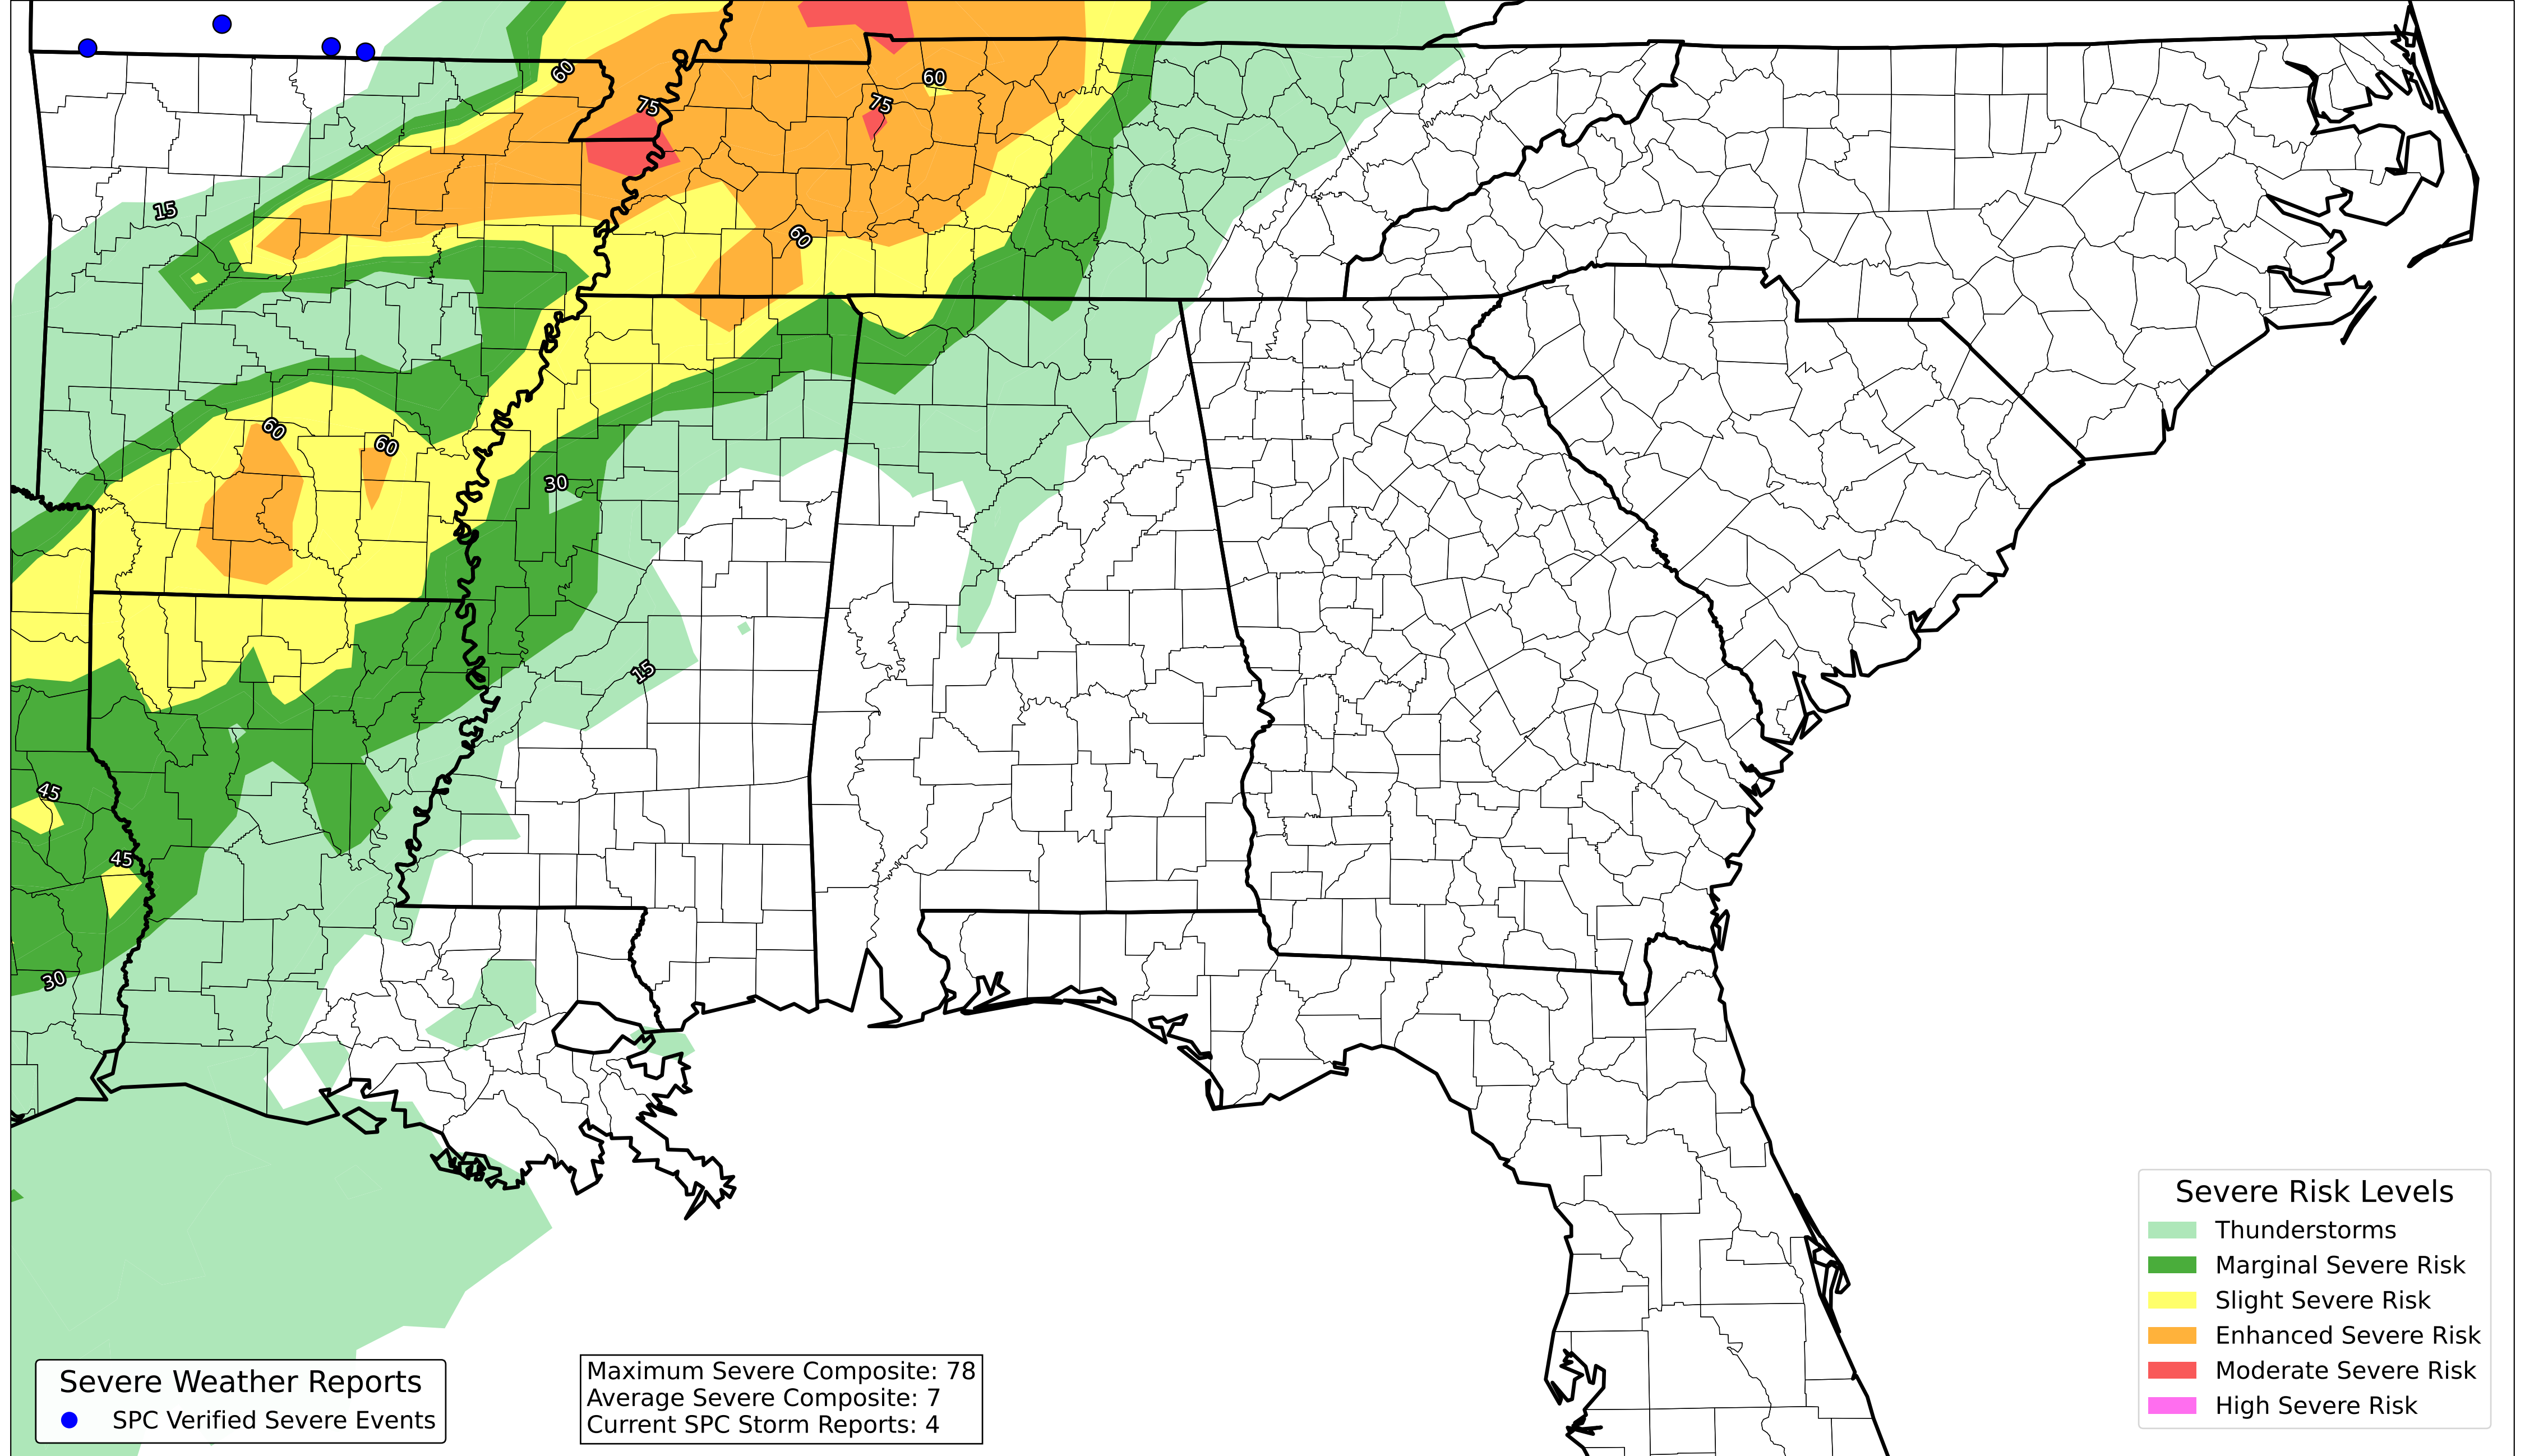 60
75
75
60
15
60
60
60
30
15
45
45
30
Severe Risk Levels
Thunderstorms
Marginal Severe Risk
Slight Severe Risk
Enhanced Severe Risk
Moderate Severe Risk
High Severe Risk
Severe Weather Reports
SPC Verified Severe Events
Maximum Severe Composite: 78
Average Severe Composite: 7
Current SPC Storm Reports: 4